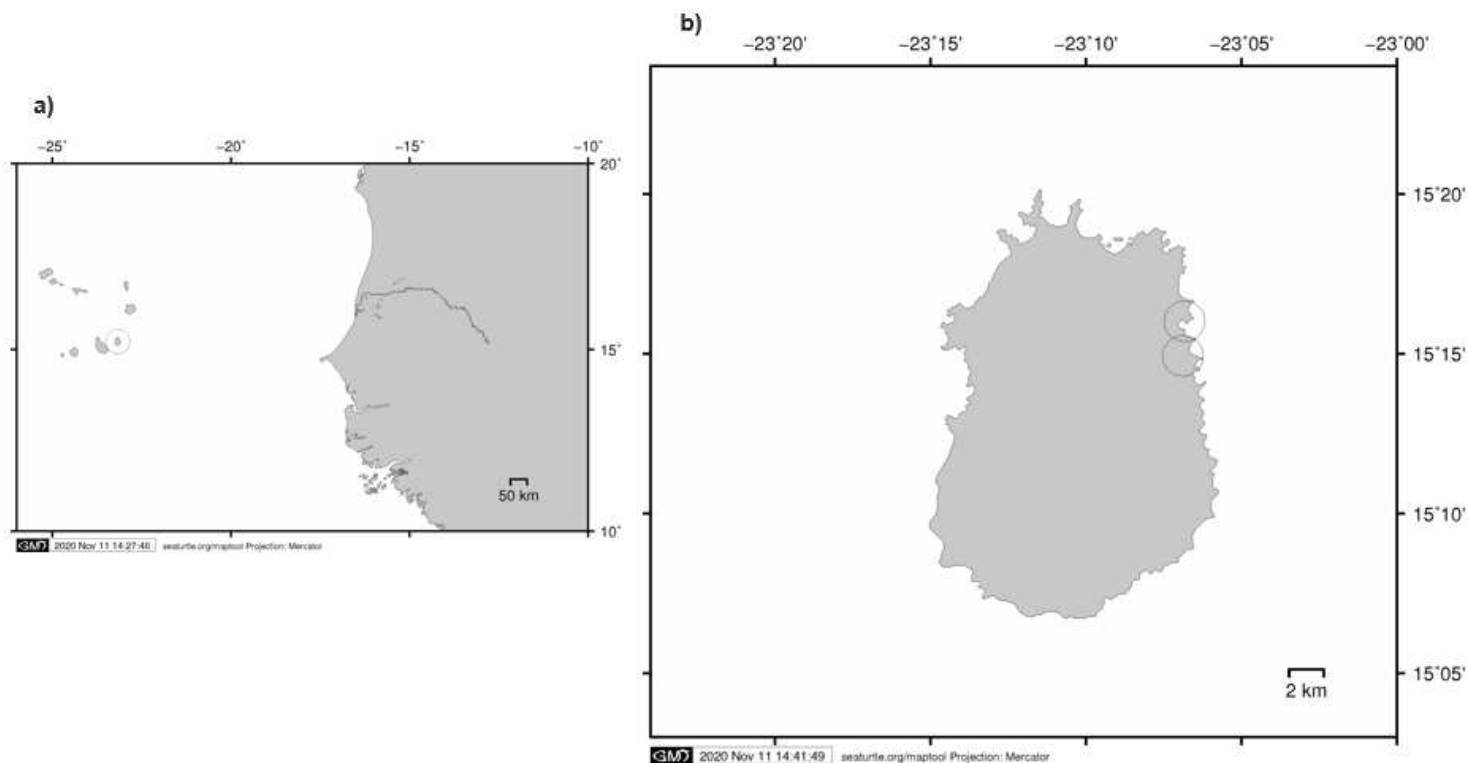 a)
−25° −20° −15° −10°
20°
15°
10°
50 km
GMD 2020 Nov 11 14:27:46 seaturtle.org/maptool Projection: Mercator
b)
−23°20' −23°15' −23°10' −23°05' −23°00'
15°20'
15°15'
15°10'
15°05'
2 km
GMD 2020 Nov 11 14:41:49 seaturtle.org/maptool Projection: Mercator